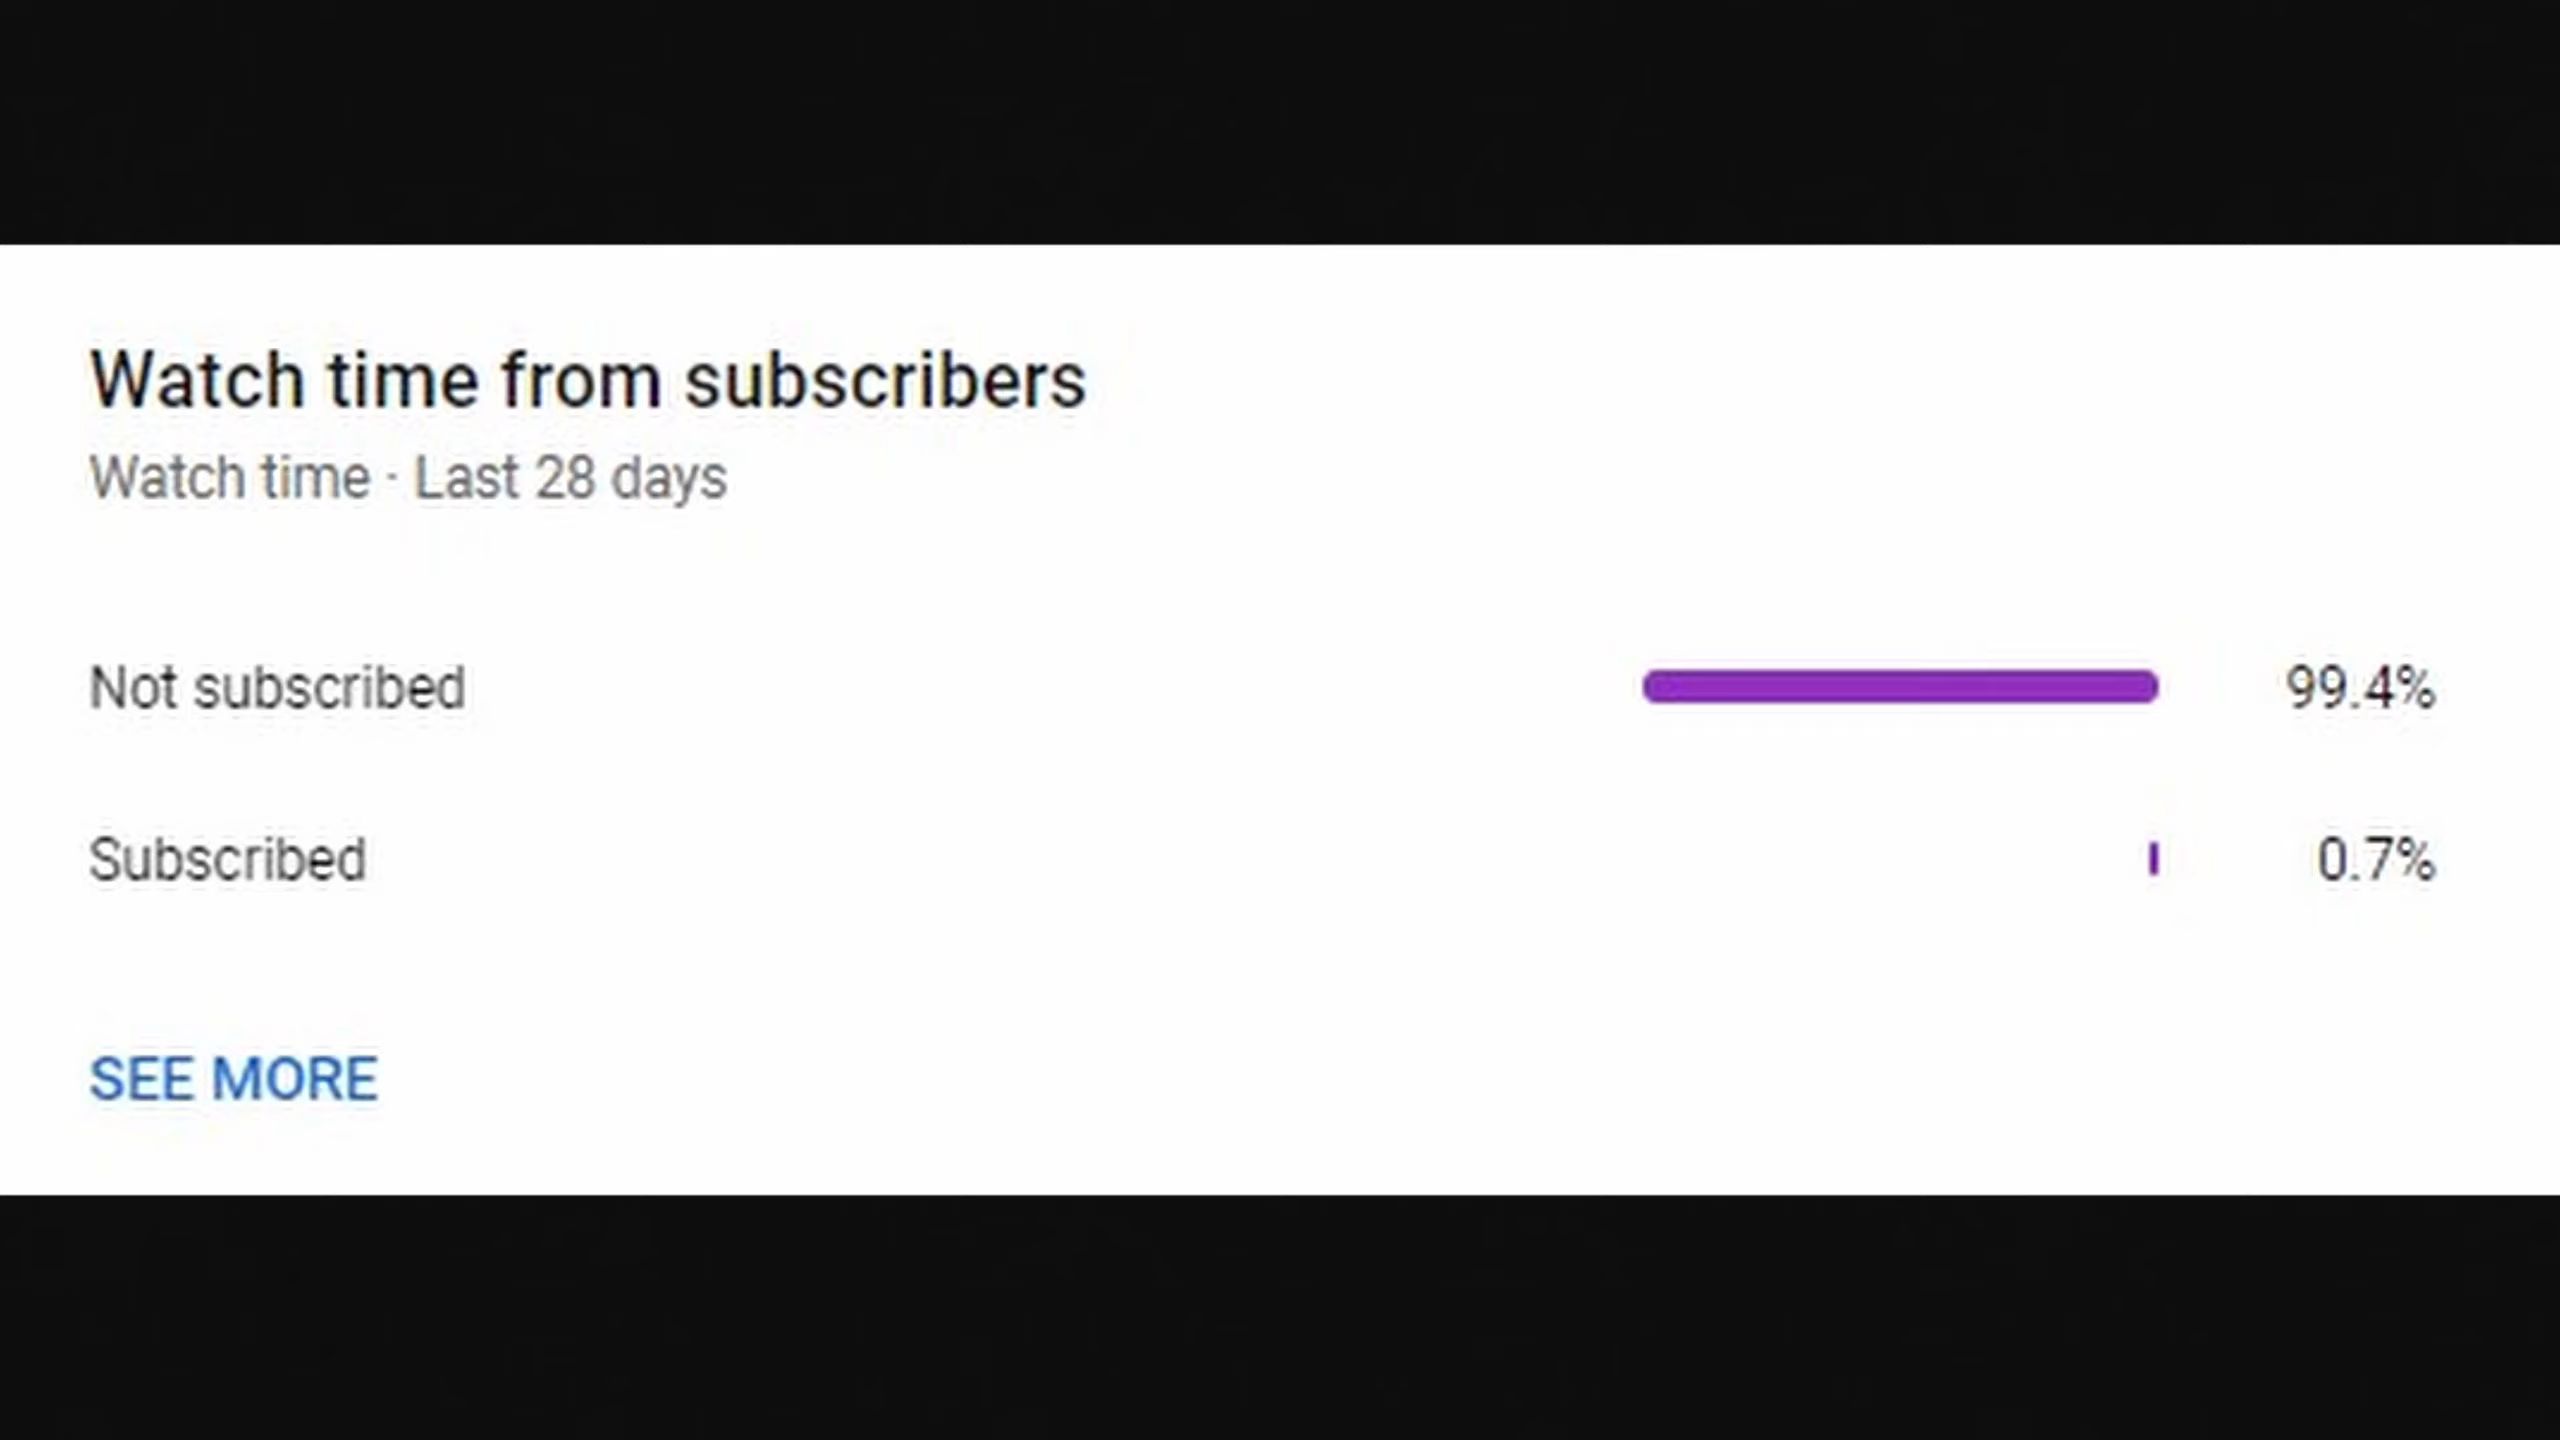 Watch time from subscribers
Watch time · Last 28 days
Not subscribed 99.4%
Subscribed 0.7%
SEE MORE